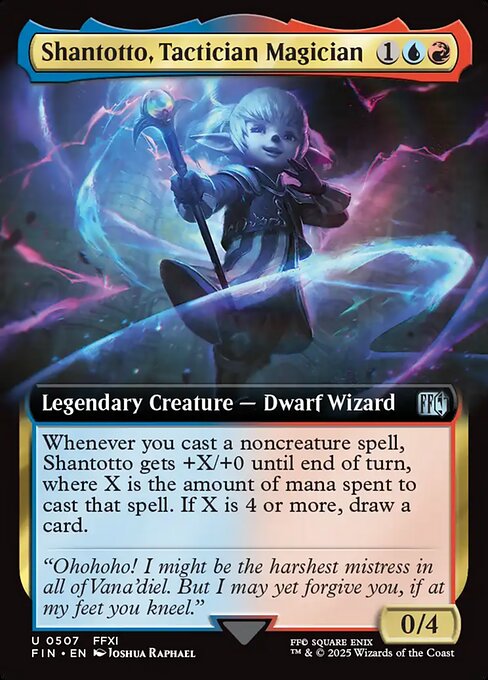 Shantotto, Tactician Magician 1
Legendary Creature — Dwarf Wizard
Whenever you cast a noncreature spell,
Shantotto gets +X/+0 until end of turn,
where X is the amount of mana spent to
cast that spell. If X is 4 or more, draw a
card.
“Ohohoho! I might be the harshest mistress in
all of Vana’diel. But I may yet forgive you, if at
my feet you kneel.”
0/4
U 0507 FFXI
FIN • EN Joshua Raphael
FF© SQUARE ENIX
™ & © 2025 Wizards of the Coast